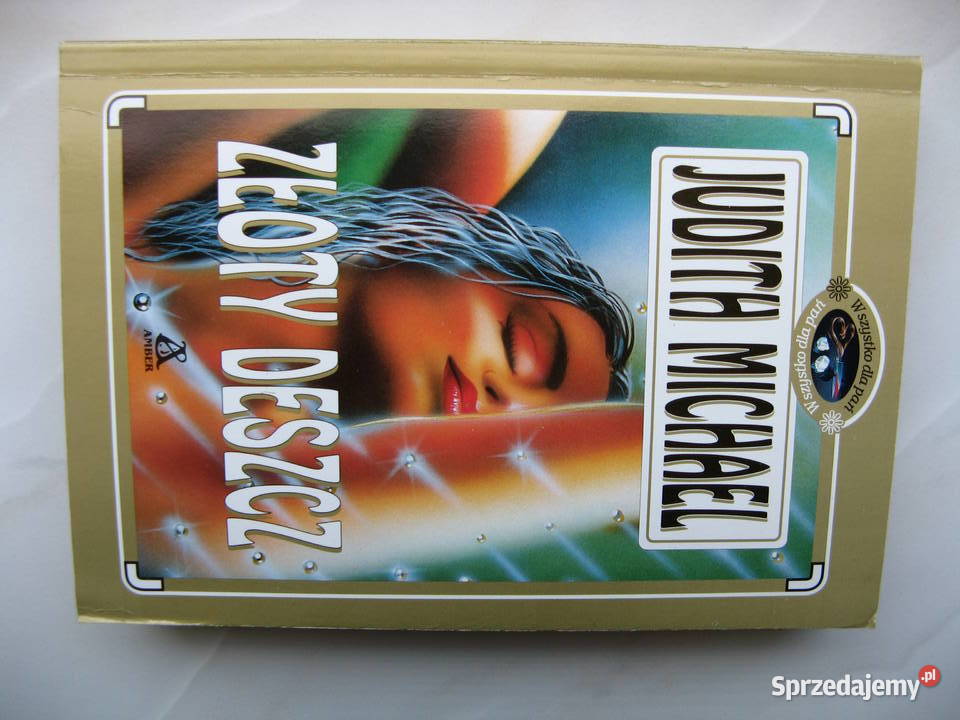 Wszystko dla pań
Wszystko dla pań
JUDITH MICHAEL
ZŁOTY DESZCZ
AMBER
Sprzedajemy.pl